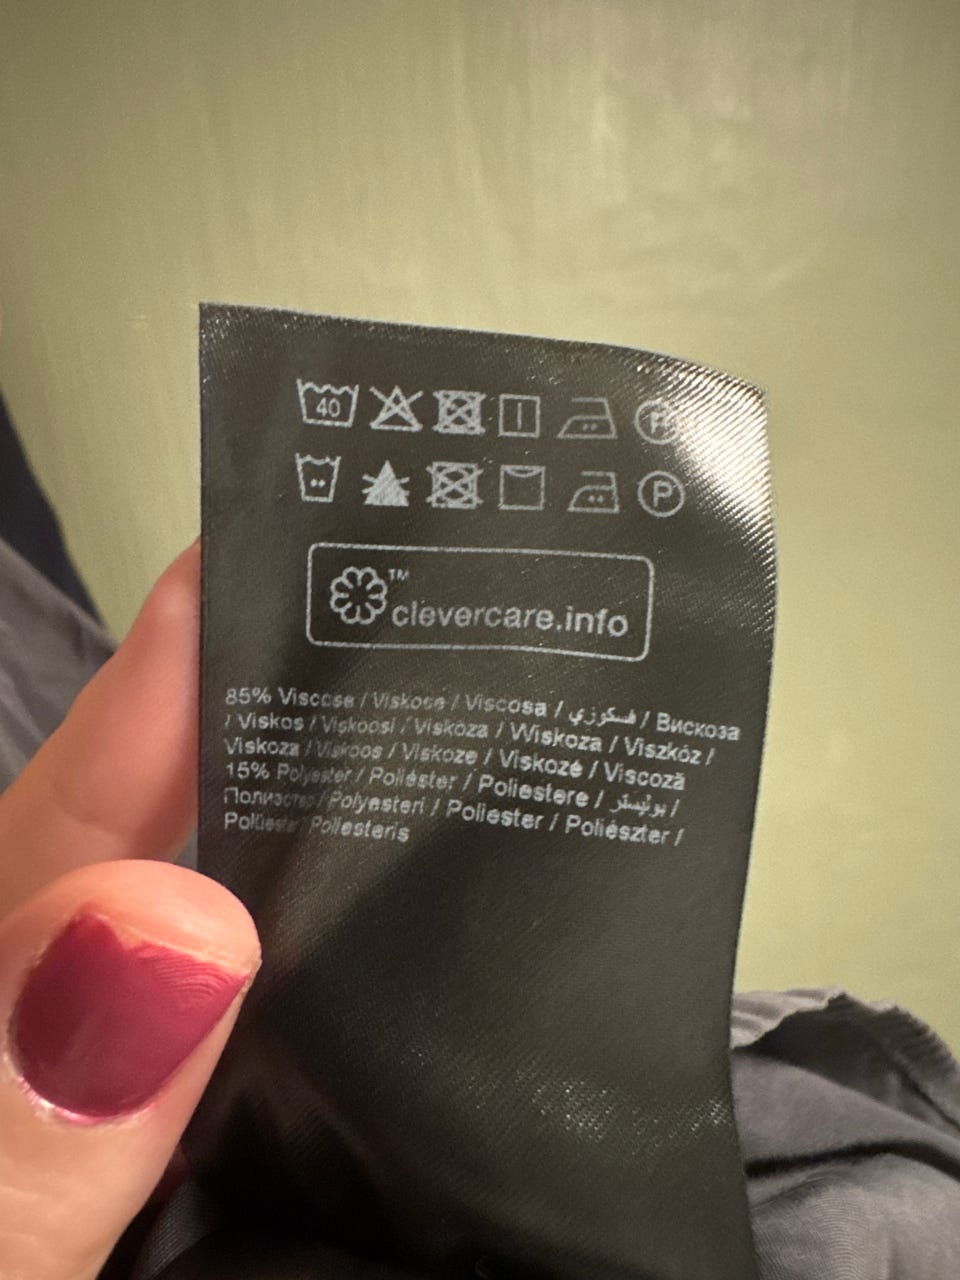 40
P
P
™
clevercare.info
85% Viscose / Viskose / Viscosa / فسكوزي / Вискоза
/ Viskos / Viskoosi / Viskoza / Wiskoza / Viszkóz /
Viskoza / Viskoos / Viskoze / Viskozė / Viscoză
15% Polyester / Poliéster / Poliestere / بوليستر /
Полиэстер / Polyesteri / Poliester / Poliészter /
Polüester Poliesteris